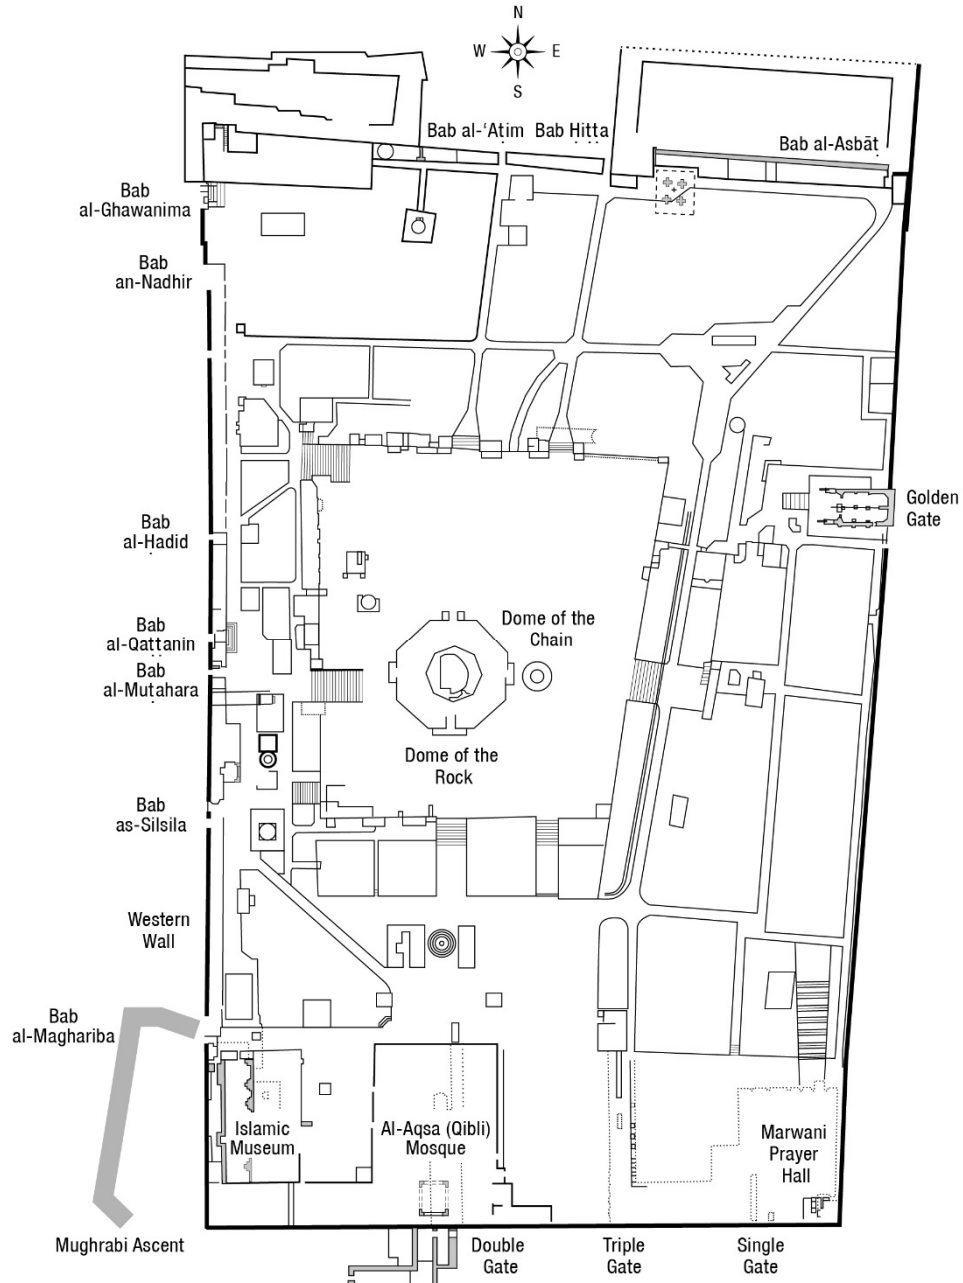 N
W E
S
Bab al-‘Atim Bab Hitta
Bab al-Asbāt
Bab
al-Ghawanima
Bab
an-Nadhir
Golden
Gate
Bab
al-Hadid
Dome of the
Chain
Bab
al-Qattanin
Bab
al-Mutahara
Dome of the
Rock
Bab
as-Silsila
Western
Wall
Bab
al-Maghariba
Islamic
Museum
Al-Aqsa (Qibli)
Mosque
Marwani
Prayer
Hall
Mughrabi Ascent
Double
Gate
Triple
Gate
Single
Gate